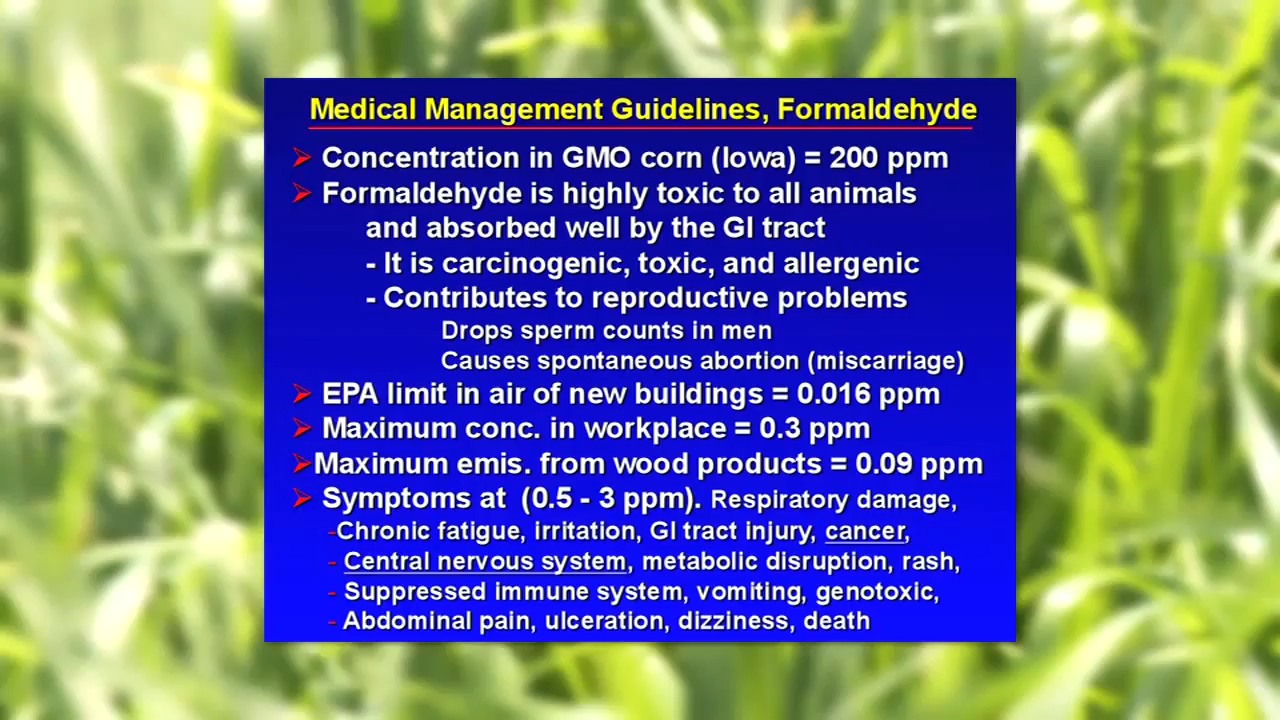 Medical Management Guidelines, Formaldehyde
➢ Concentration in GMO corn (Iowa) = 200 ppm
➢ Formaldehyde is highly toxic to all animals
and absorbed well by the GI tract
- It is carcinogenic, toxic, and allergenic
- Contributes to reproductive problems
Drops sperm counts in men
Causes spontaneous abortion (miscarriage)
➢ EPA limit in air of new buildings = 0.016 ppm
➢ Maximum conc. in workplace = 0.3 ppm
➢Maximum emis. from wood products = 0.09 ppm
➢ Symptoms at (0.5 - 3 ppm). Respiratory damage,
-Chronic fatigue, irritation, GI tract injury, cancer,
- Central nervous system, metabolic disruption, rash,
- Suppressed immune system, vomiting, genotoxic,
- Abdominal pain, ulceration, dizziness, death